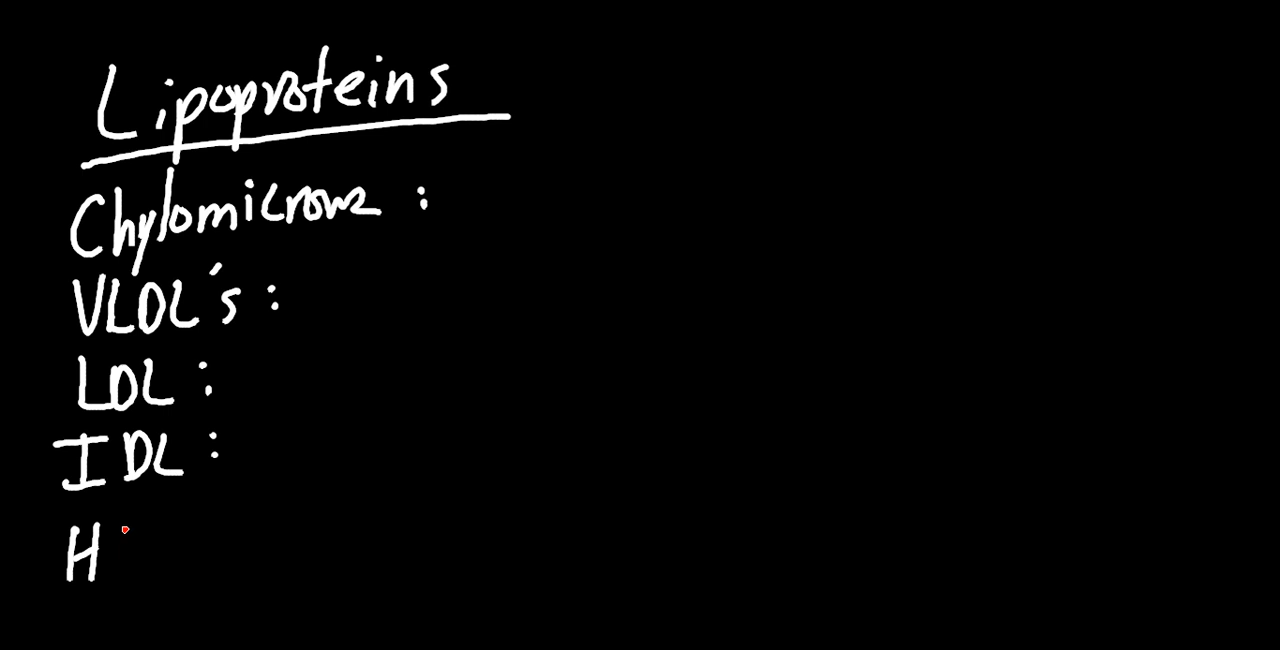 Lipoproteins
Chylomicrons :
VLDL's :
LDL :
IDL :
H